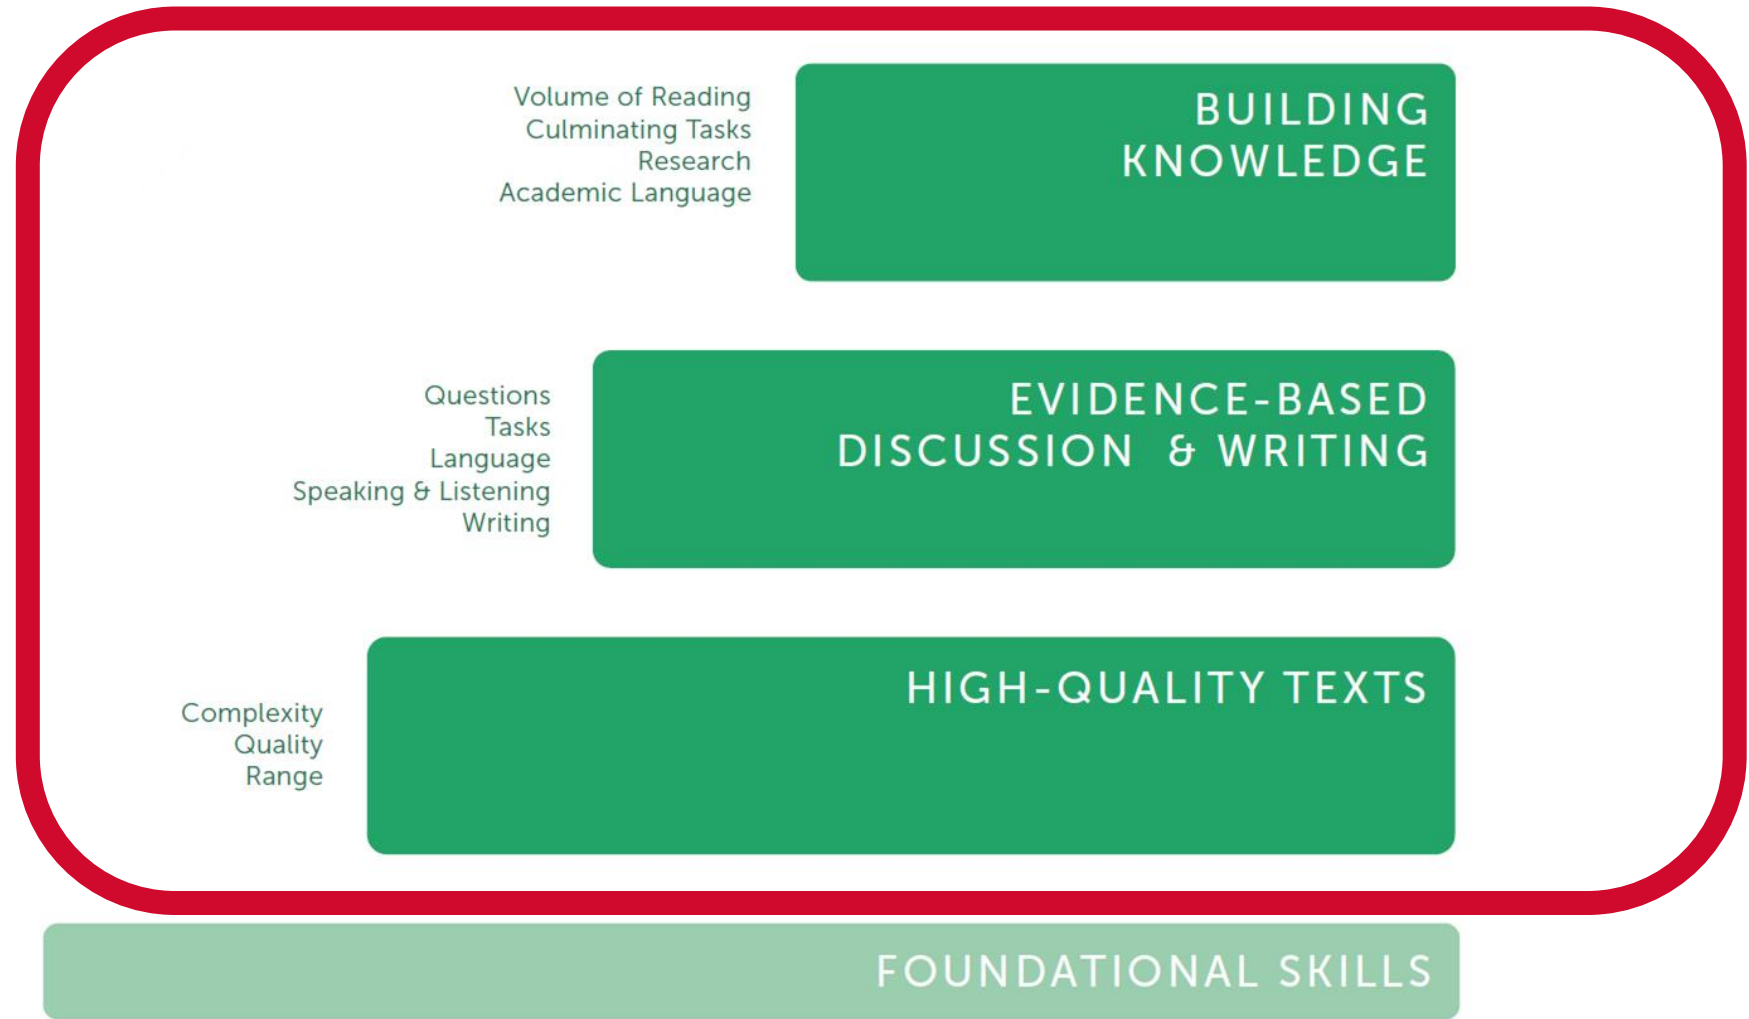 Volume of Reading
Culminating Tasks
Research
Academic Language
BUILDING
KNOWLEDGE
Questions
Tasks
Language
Speaking & Listening
Writing
EVIDENCE-BASED
DISCUSSION & WRITING
Complexity
Quality
Range
HIGH-QUALITY TEXTS
FOUNDATIONAL SKILLS